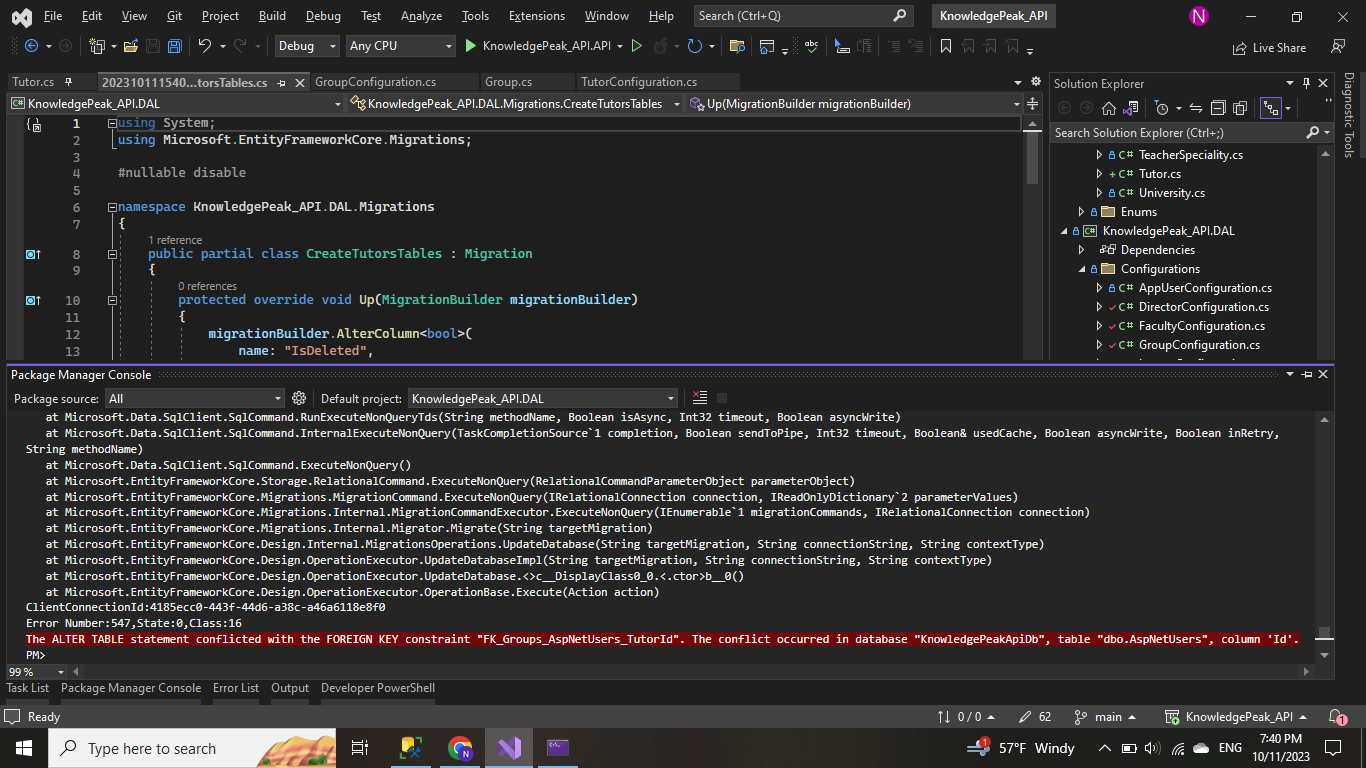 File Edit View Git Project Build Debug Test Analyze Tools Extensions Window Help Search (Ctrl+Q) KnowledgePeak_API N
Debug Any CPU KnowledgePeak_API.API Live Share
Tutor.cs 202310111540...torsTables.cs GroupConfiguration.cs Group.cs TutorConfiguration.cs
KnowledgePeak_API.DAL KnowledgePeak_API.DAL.Migrations.CreateTutorsTables Up(MigrationBuilder migrationBuilder)
1 using System;
2 using Microsoft.EntityFrameworkCore.Migrations;
3
4 #nullable disable
5
6 namespace KnowledgePeak_API.DAL.Migrations
7 {
1 reference
8 public partial class CreateTutorsTables : Migration
9 {
0 references
10 protected override void Up(MigrationBuilder migrationBuilder)
11 {
12 migrationBuilder.AlterColumn<bool>(
13 name: "IsDeleted",
Solution Explorer
Search Solution Explorer (Ctrl+;)
C# TeacherSpeciality.cs
C# Tutor.cs
C# University.cs
Enums
C# KnowledgePeak_API.DAL
Dependencies
Configurations
C# AppUserConfiguration.cs
C# DirectorConfiguration.cs
C# FacultyConfiguration.cs
C# GroupConfiguration.cs
Diagnostic Tools
Package Manager Console
Package source: All Default project: KnowledgePeak_API.DAL
at Microsoft.Data.SqlClient.SqlCommand.RunExecuteNonQueryTds(String methodName, Boolean isAsync, Int32 timeout, Boolean asyncWrite)
at Microsoft.Data.SqlClient.SqlCommand.InternalExecuteNonQuery(TaskCompletionSource`1 completion, Boolean sendToPipe, Int32 timeout, Boolean& usedCache, Boolean asyncWrite, Boolean inRetry,
String methodName)
at Microsoft.Data.SqlClient.SqlCommand.ExecuteNonQuery()
at Microsoft.EntityFrameworkCore.Storage.RelationalCommand.ExecuteNonQuery(RelationalCommandParameterObject parameterObject)
at Microsoft.EntityFrameworkCore.Migrations.MigrationCommand.ExecuteNonQuery(IRelationalConnection connection, IReadOnlyDictionary`2 parameterValues)
at Microsoft.EntityFrameworkCore.Migrations.Internal.MigrationCommandExecutor.ExecuteNonQuery(IEnumerable`1 migrationCommands, IRelationalConnection connection)
at Microsoft.EntityFrameworkCore.Migrations.Internal.Migrator.Migrate(String targetMigration)
at Microsoft.EntityFrameworkCore.Design.Internal.MigrationsOperations.UpdateDatabase(String targetMigration, String connectionString, String contextType)
at Microsoft.EntityFrameworkCore.Design.OperationExecutor.UpdateDatabaseImpl(String targetMigration, String connectionString, String contextType)
at Microsoft.EntityFrameworkCore.Design.OperationExecutor.UpdateDatabase.<>c__DisplayClass0_0.<.ctor>b__0()
at Microsoft.EntityFrameworkCore.Design.OperationExecutor.OperationBase.Execute(Action action)
ClientConnectionId:4185ecc0-443f-44d6-a38c-a46a6118e8f0
Error Number:547,State:0,Class:16
The ALTER TABLE statement conflicted with the FOREIGN KEY constraint "FK_Groups_AspNetUsers_TutorId". The conflict occurred in database "KnowledgePeakApiDb", table "dbo.AspNetUsers", column 'Id'.
PM>
99 %
Task List Package Manager Console Error List Output Developer PowerShell
Ready 0 / 0 62 main KnowledgePeak_API 1
Type here to search 1 57°F Windy ENG 7:40 PM
10/11/2023